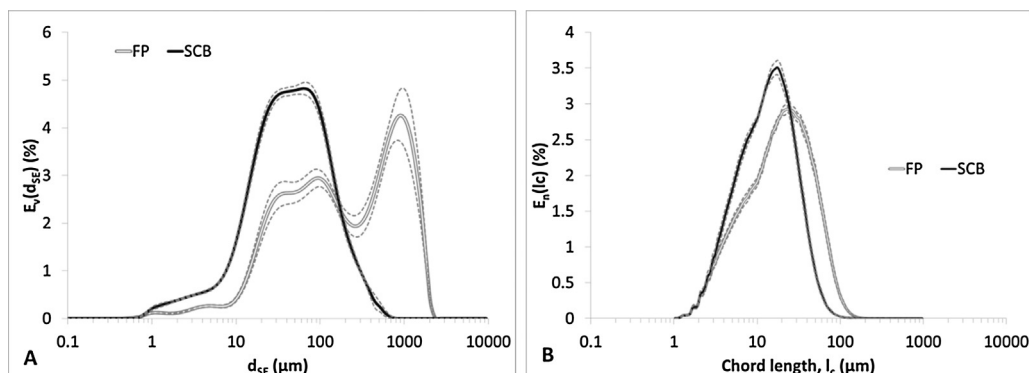 FP SCB
E_v(d_SE) (%)
6
5
4
3
2
1
0
0.1 1 10 100 1000 10000
A
d_SE (µm)
FP SCB
E_n(lc) (%)
4
3.5
3
2.5
2
1.5
1
0.5
0
0.1 1 10 100 1000 10000
B
Chord length, l_c (µm)